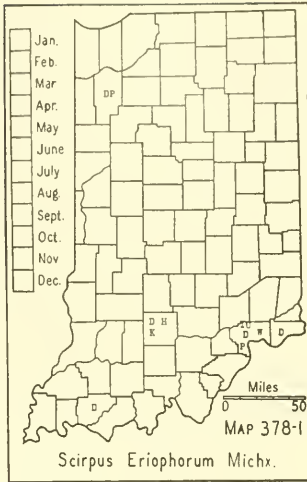 Jan.
Feb.
Mar
Apr.
May
June
July
Aug.
Sept.
Oct.
Nov
Dec.
DP
D H
K
IU
D W D
P
D
Miles
0 50
MAP 378-1
Scirpus Eriophorum Michx.